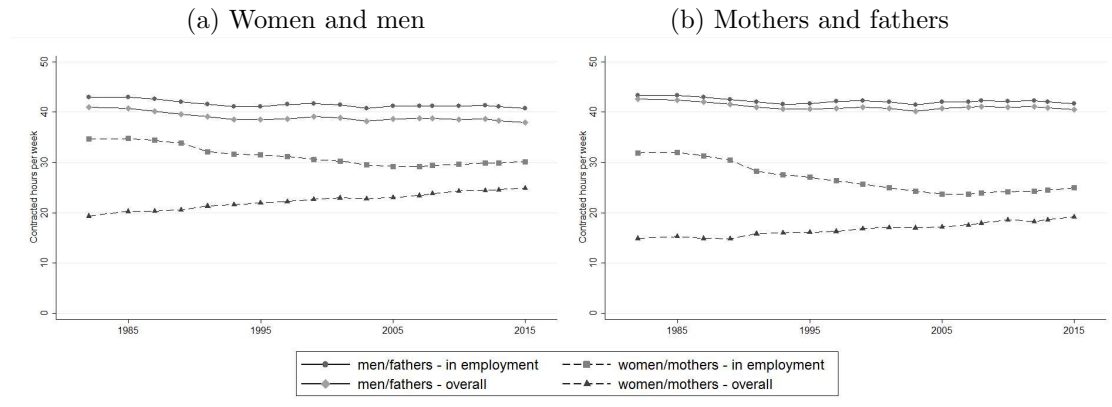 (a) Women and men
(b) Mothers and fathers
Contracted hours per week
50
40
30
20
10
0
1985 1995 2005 2015
Contracted hours per week
50
40
30
20
10
0
1985 1995 2005 2015
men/fathers - in employment women/mothers - in employment
men/fathers - overall women/mothers - overall